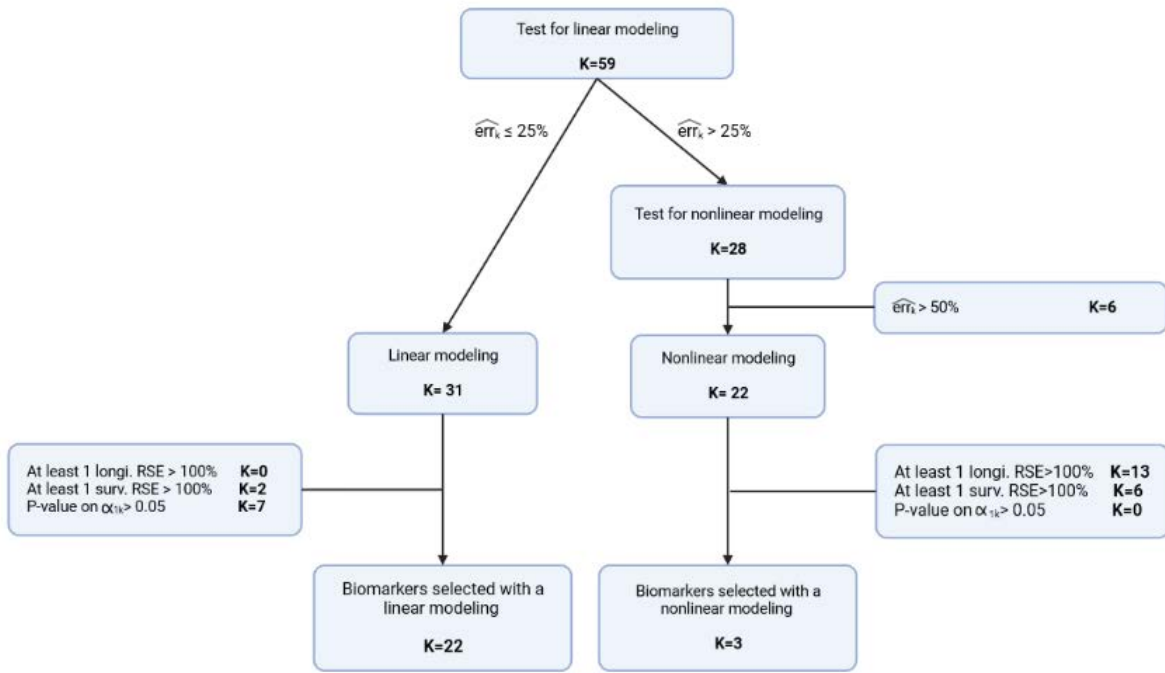 Test for linear modeling
K=59
err̂ₖ ≤ 25%
err̂ₖ > 25%
Test for nonlinear modeling
K=28
err̂ₖ > 50% K=6
Linear modeling
K= 31
Nonlinear modeling
K= 22
At least 1 longi. RSE > 100% K=0
At least 1 surv. RSE > 100% K=2
P-value on α₁ₖ > 0.05 K=7
At least 1 longi. RSE>100% K=13
At least 1 surv. RSE>100% K=6
P-value on α₁ₖ > 0.05 K=0
Biomarkers selected with a
linear modeling
K=22
Biomarkers selected with a
nonlinear modeling
K=3